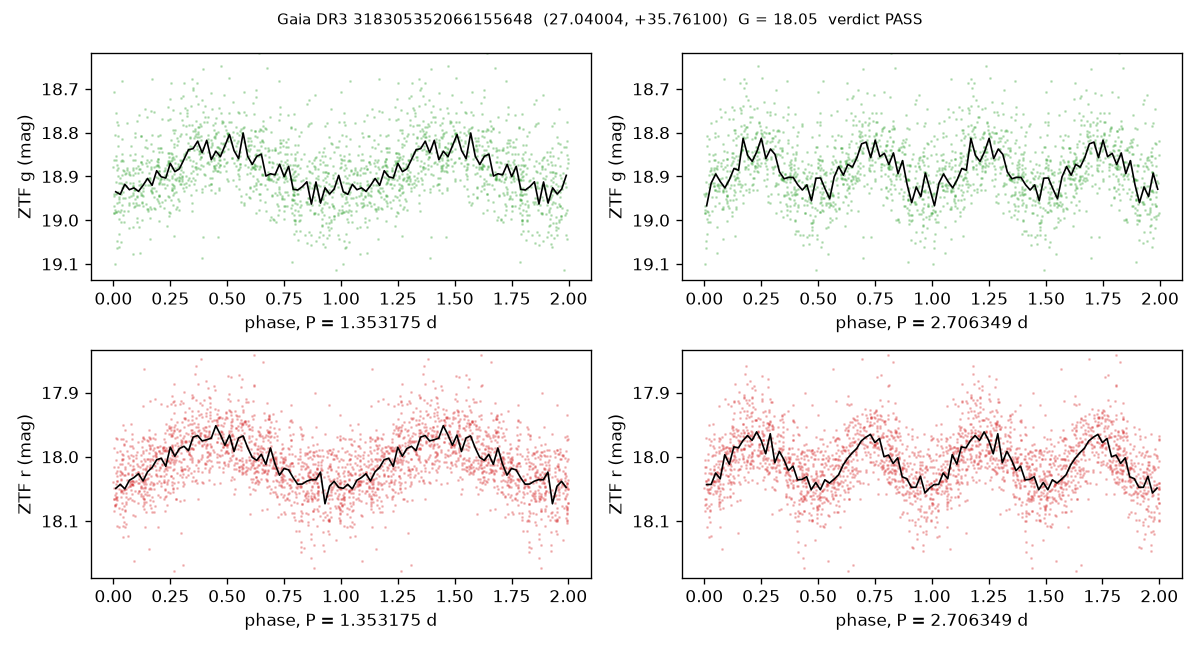 Gaia DR3 318305352066155648 (27.04004, +35.76100) G = 18.05 verdict PASS
ZTF g (mag)
18.7
18.8
18.9
19.0
19.1
0.00 0.25 0.50 0.75 1.00 1.25 1.50 1.75 2.00
phase, P = 1.353175 d
ZTF g (mag)
18.7
18.8
18.9
19.0
19.1
0.00 0.25 0.50 0.75 1.00 1.25 1.50 1.75 2.00
phase, P = 2.706349 d
ZTF r (mag)
17.9
18.0
18.1
0.00 0.25 0.50 0.75 1.00 1.25 1.50 1.75 2.00
phase, P = 1.353175 d
ZTF r (mag)
17.9
18.0
18.1
0.00 0.25 0.50 0.75 1.00 1.25 1.50 1.75 2.00
phase, P = 2.706349 d